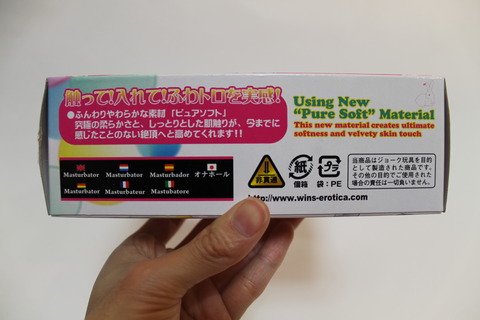 触って!入れて!ふわトロを実感!
●ふんわりやわらかな素材「ピュアソフト」
究極の柔らかさと、しっとりとした肌触りが、今までに
感じたことのない絶頂へと高めてくれます!!
Using New
"Pure Soft" Material
This new material creates ultimate
softness and velvety skin touch
Masturbator Masturbator Masturbador オナホール
Masturbator Masturbateur Mastubatore
非貫通
紙
個箱
プラ
袋:PE
当商品はジョーク玩具を目的
として製造された商品です。
その他の目的でご使用された
場合の責任は一切負いません。
http://www.wins-erotica.com